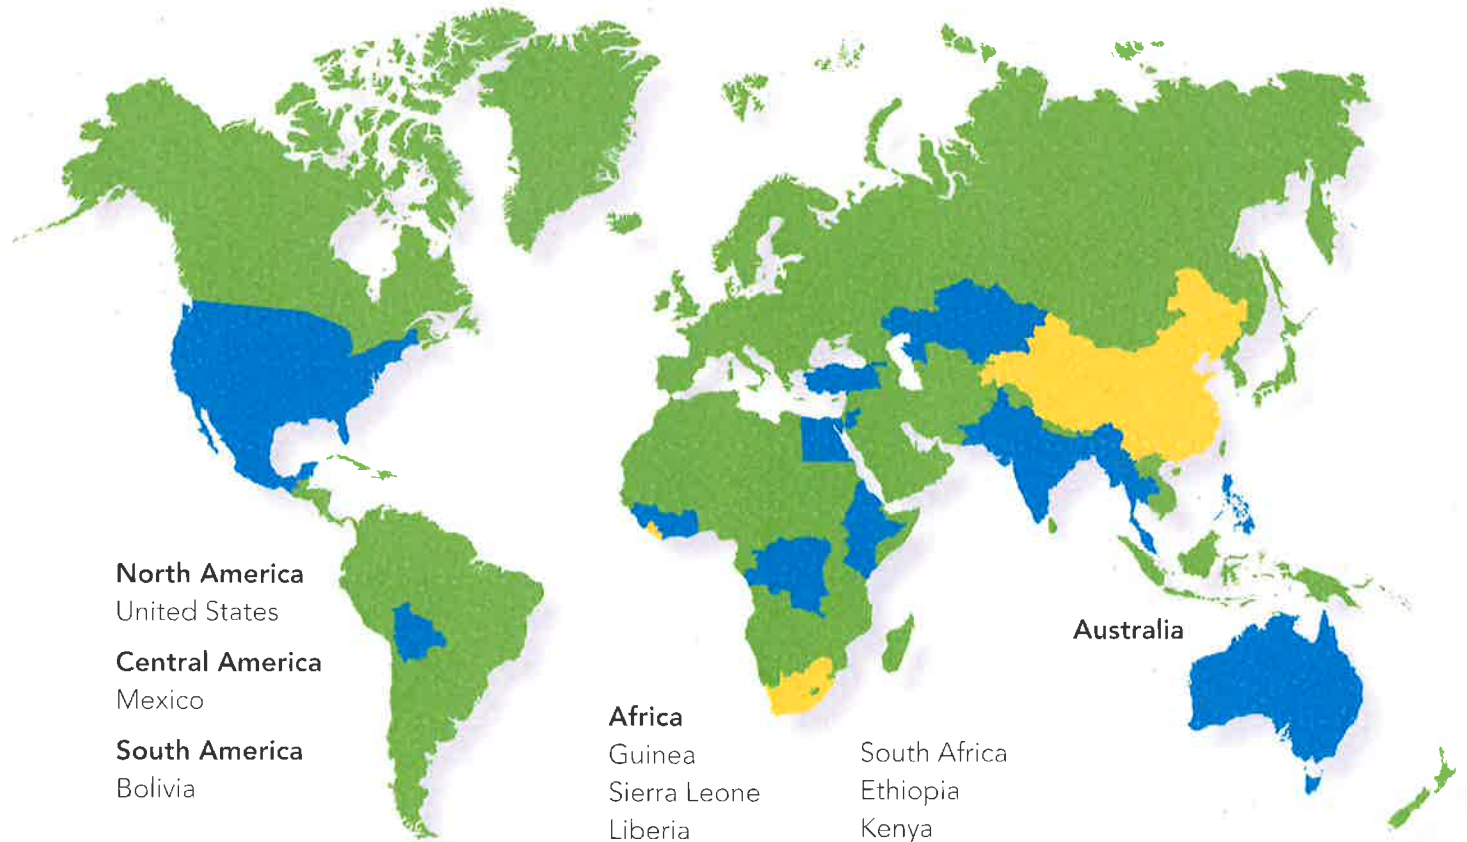 North America
United States
Central America
Mexico
South America
Bolivia
Africa
Guinea
Sierra Leone
Liberia
South Africa
Ethiopia
Kenya
Australia